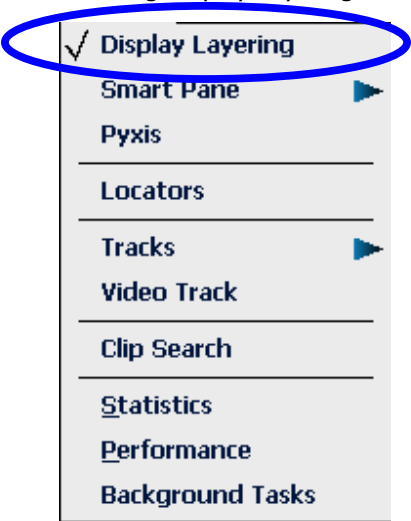 Display Layering
Smart Pane
Pyxis
Locators
Tracks
Video Track
Clip Search
Statistics
Performance
Background Tasks